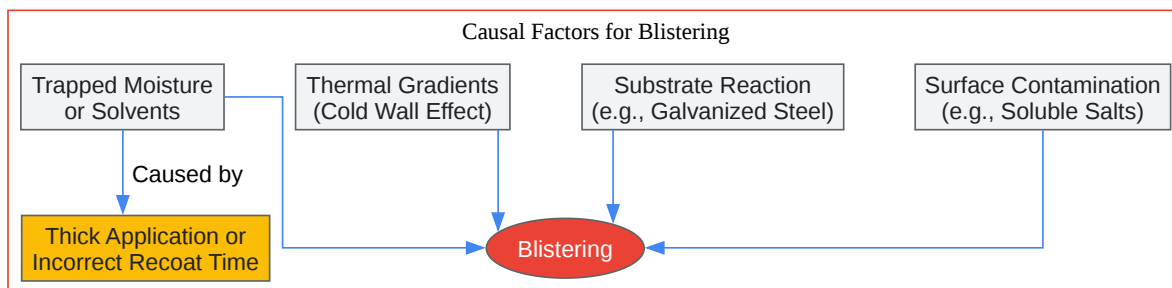 Causal Factors for Blistering
Trapped Moisture
or Solvents
Thermal Gradients
(Cold Wall Effect)
Substrate Reaction
(e.g., Galvanized Steel)
Surface Contamination
(e.g., Soluble Salts)
Caused by
Thick Application or
Incorrect Recoat Time
Blistering